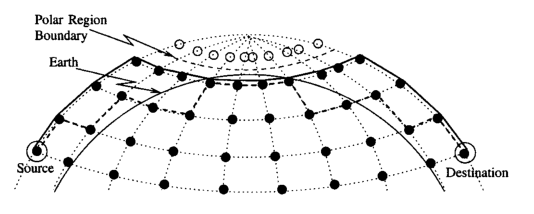 Polar Region
Boundary
Earth
Source
Destination